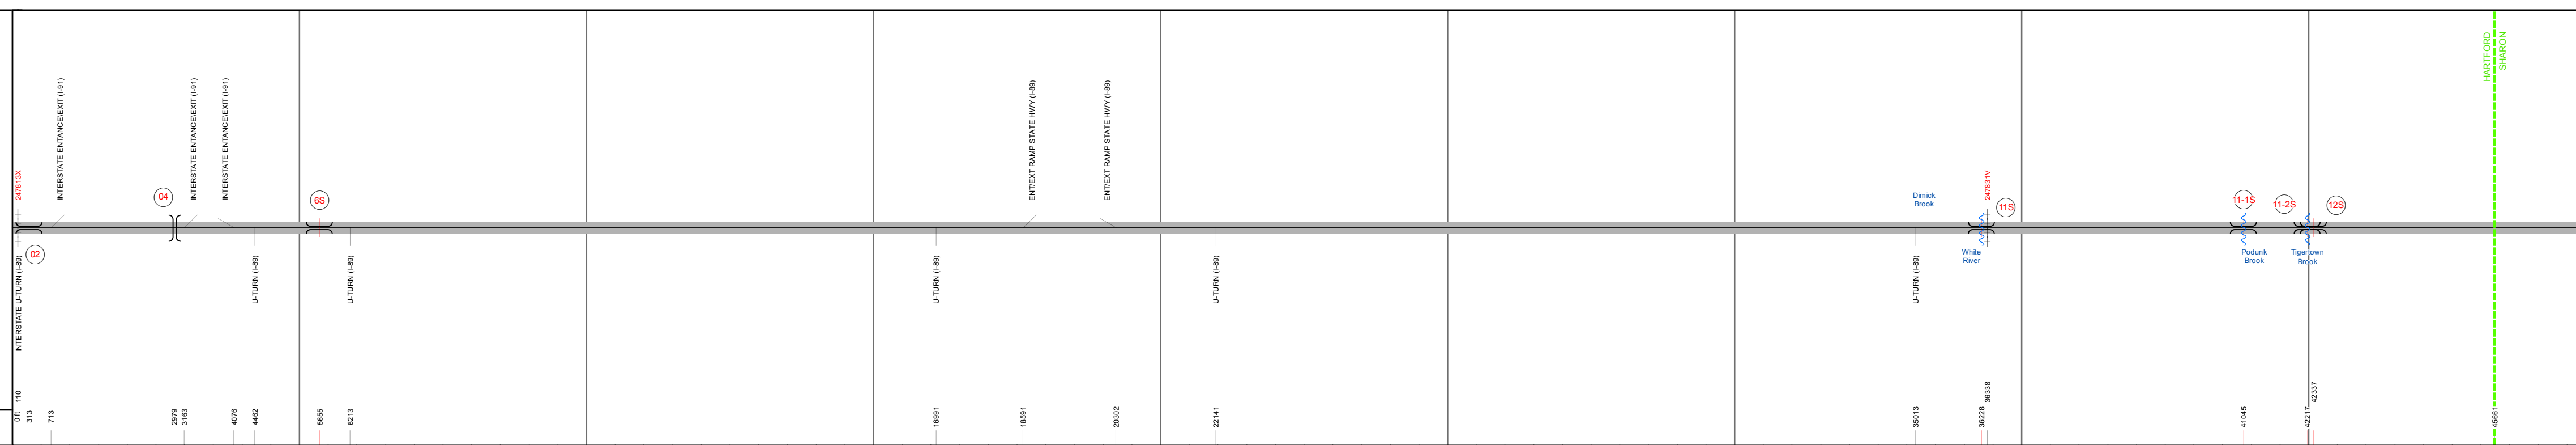 HARTFORD
SHARON
INTERSTATE ENTANCE\EXIT (I-91)
INTERSTATE ENTANCE\EXIT (I-91)
INTERSTATE ENTANCE\EXIT (I-91)
ENT/EXT RAMP STATE HWY (I-89)
ENT/EXT RAMP STATE HWY (I-89)
247813X
04
6S
Dimick
Brook
247831V
11S
11-1S
11-2S
12S
02
INTERSTATE U-TURN (I-89)
U-TURN (I-89)
U-TURN (I-89)
U-TURN (I-89)
U-TURN (I-89)
U-TURN (I-89)
White
River
Podunk
Brook
Tigertown
Brook
0 ft
110
313
713
2979
3163
4076
4462
5655
6213
16991
18591
20302
22141
35013
36228
36338
41045
42217
42337
45661